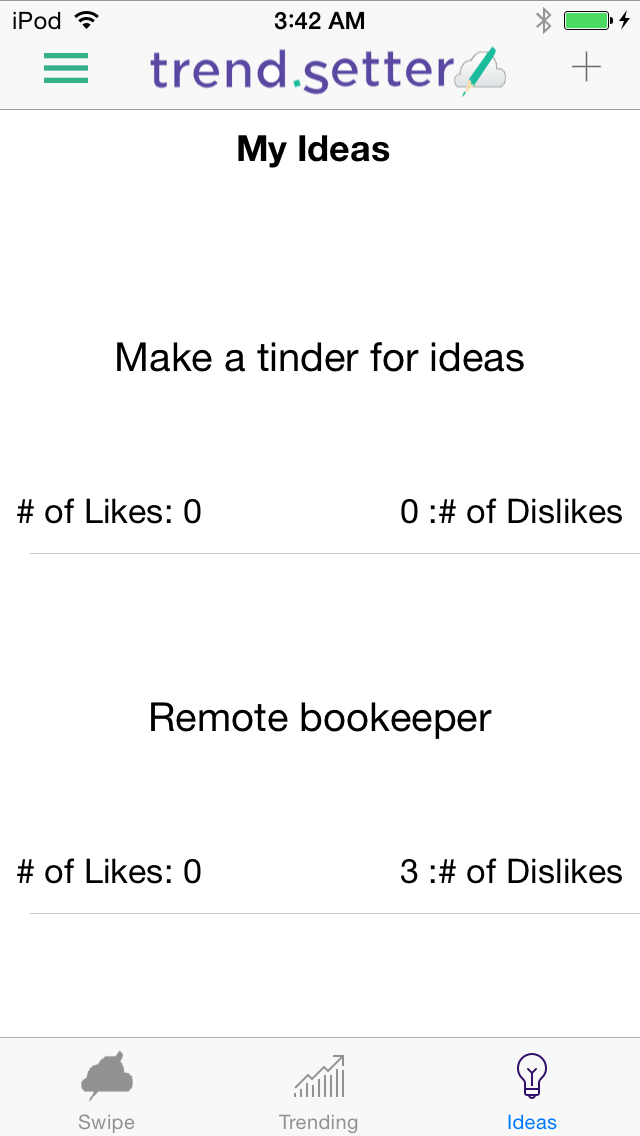 iPod 3:42 AM
trend.setter
My Ideas
Make a tinder for ideas
# of Likes: 0 0 :# of Dislikes
Remote bookeeper
# of Likes: 0 3 :# of Dislikes
Swipe Trending Ideas